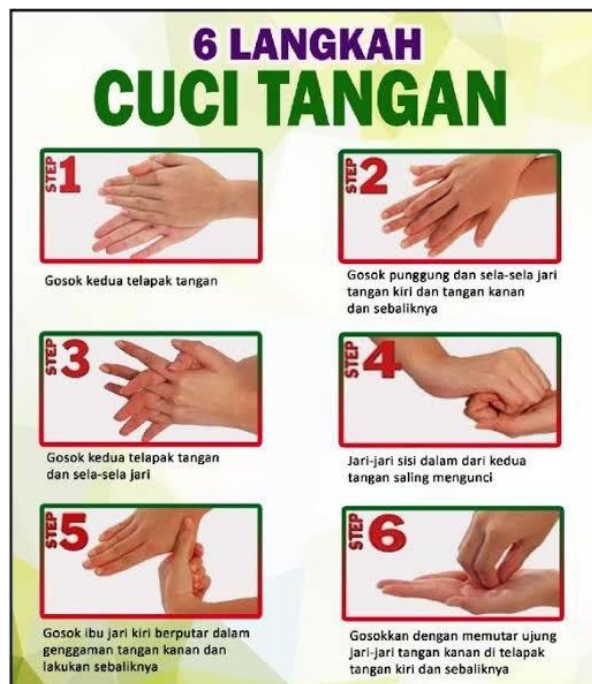 6 LANGKAH
CUCI TANGAN
STEP 1
Gosok kedua telapak tangan
STEP 2
Gosok punggung dan sela-sela jari
tangan kiri dan tangan kanan
dan sebaliknya
STEP 3
Gosok kedua telapak tangan
dan sela-sela jari
STEP 4
Jari-jari sisi dalam dari kedua
tangan saling mengunci
STEP 5
Gosok ibu jari kiri berputar dalam
genggaman tangan kanan dan
lakukan sebaliknya
STEP 6
Gosokkan dengan memutar ujung
jari-jari tangan kanan di telapak
tangan kiri dan sebaliknya